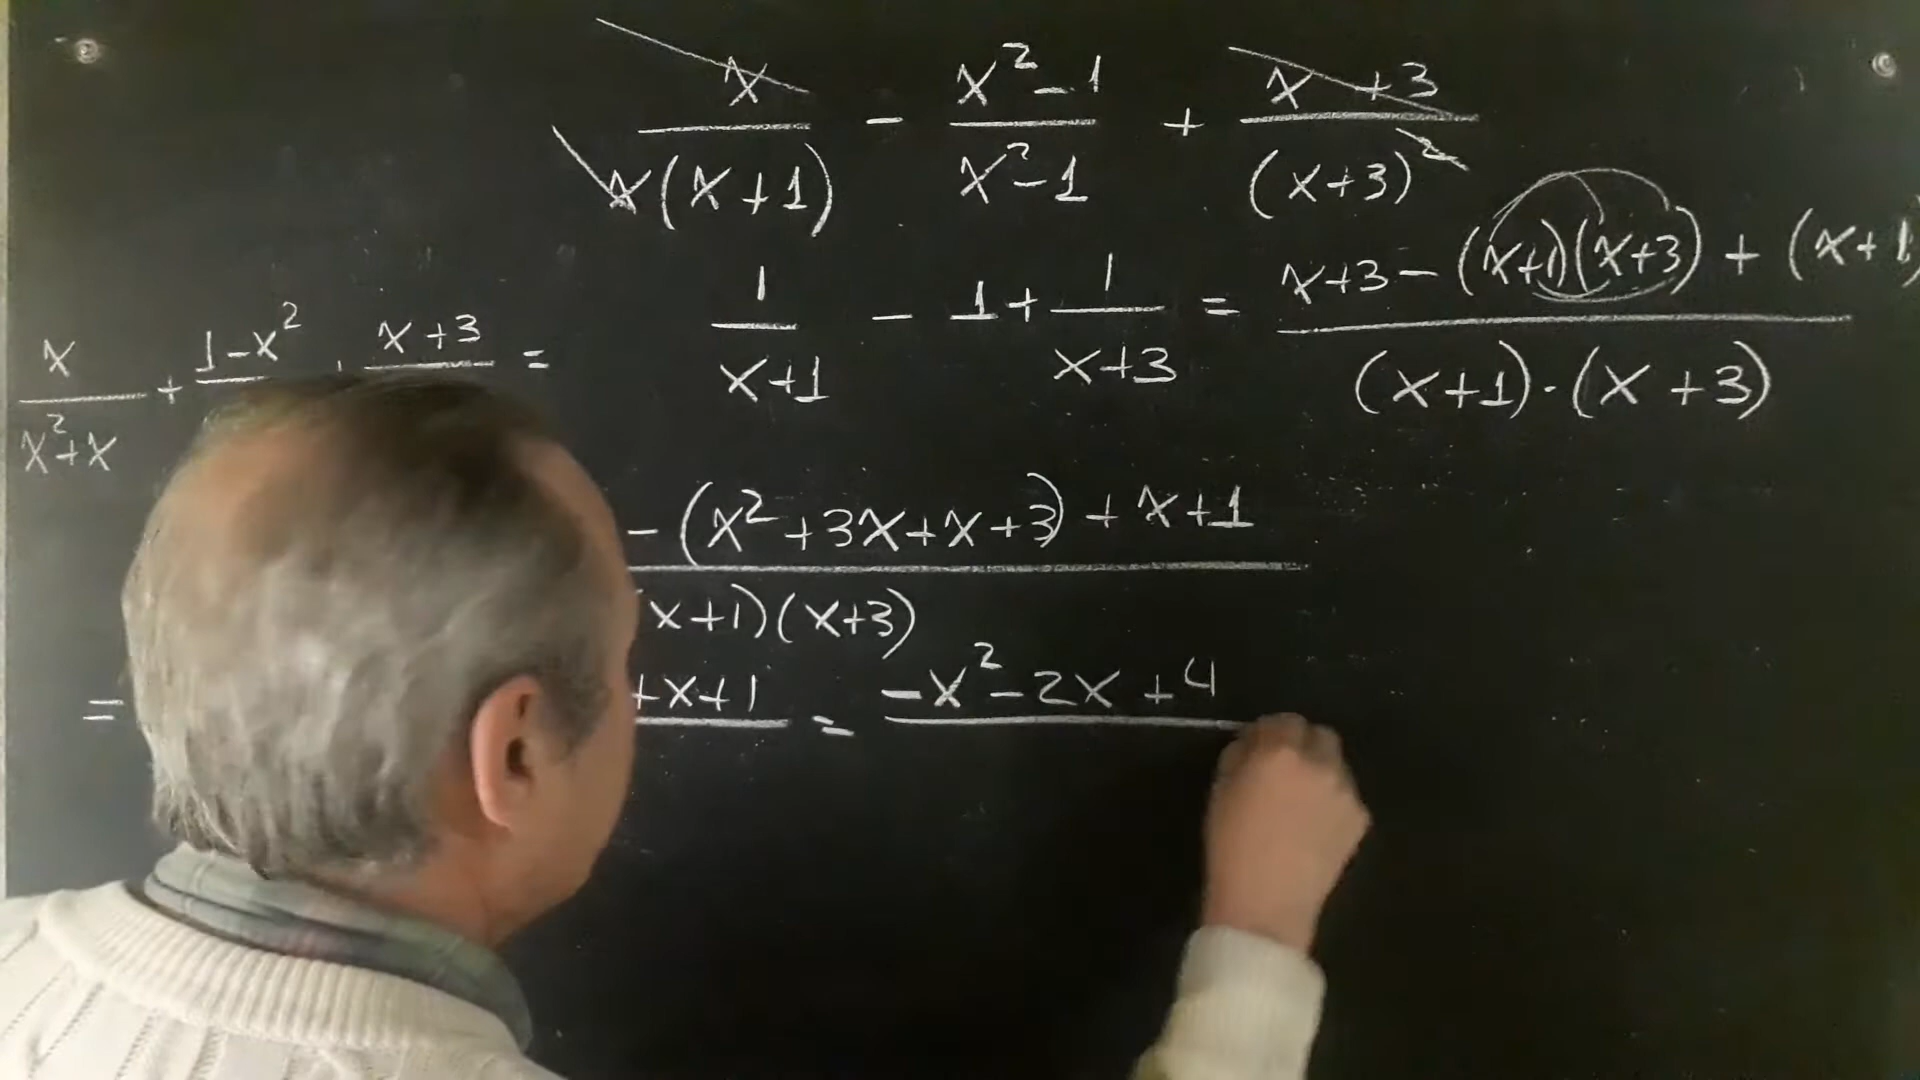 x/x(x+1) - x²-1/x²-1 + x+3/(x+3)²
x/x²+x + 1-x² + x+3 =
1/x+1 - 1 + 1/x+3 = x+3-(x+1)(x+3)+(x+1)/(x+1)·(x+3)
-(x²+3x+x+3)+x+1
(x+1)(x+3)
= +x+1 = -x²-2x+4